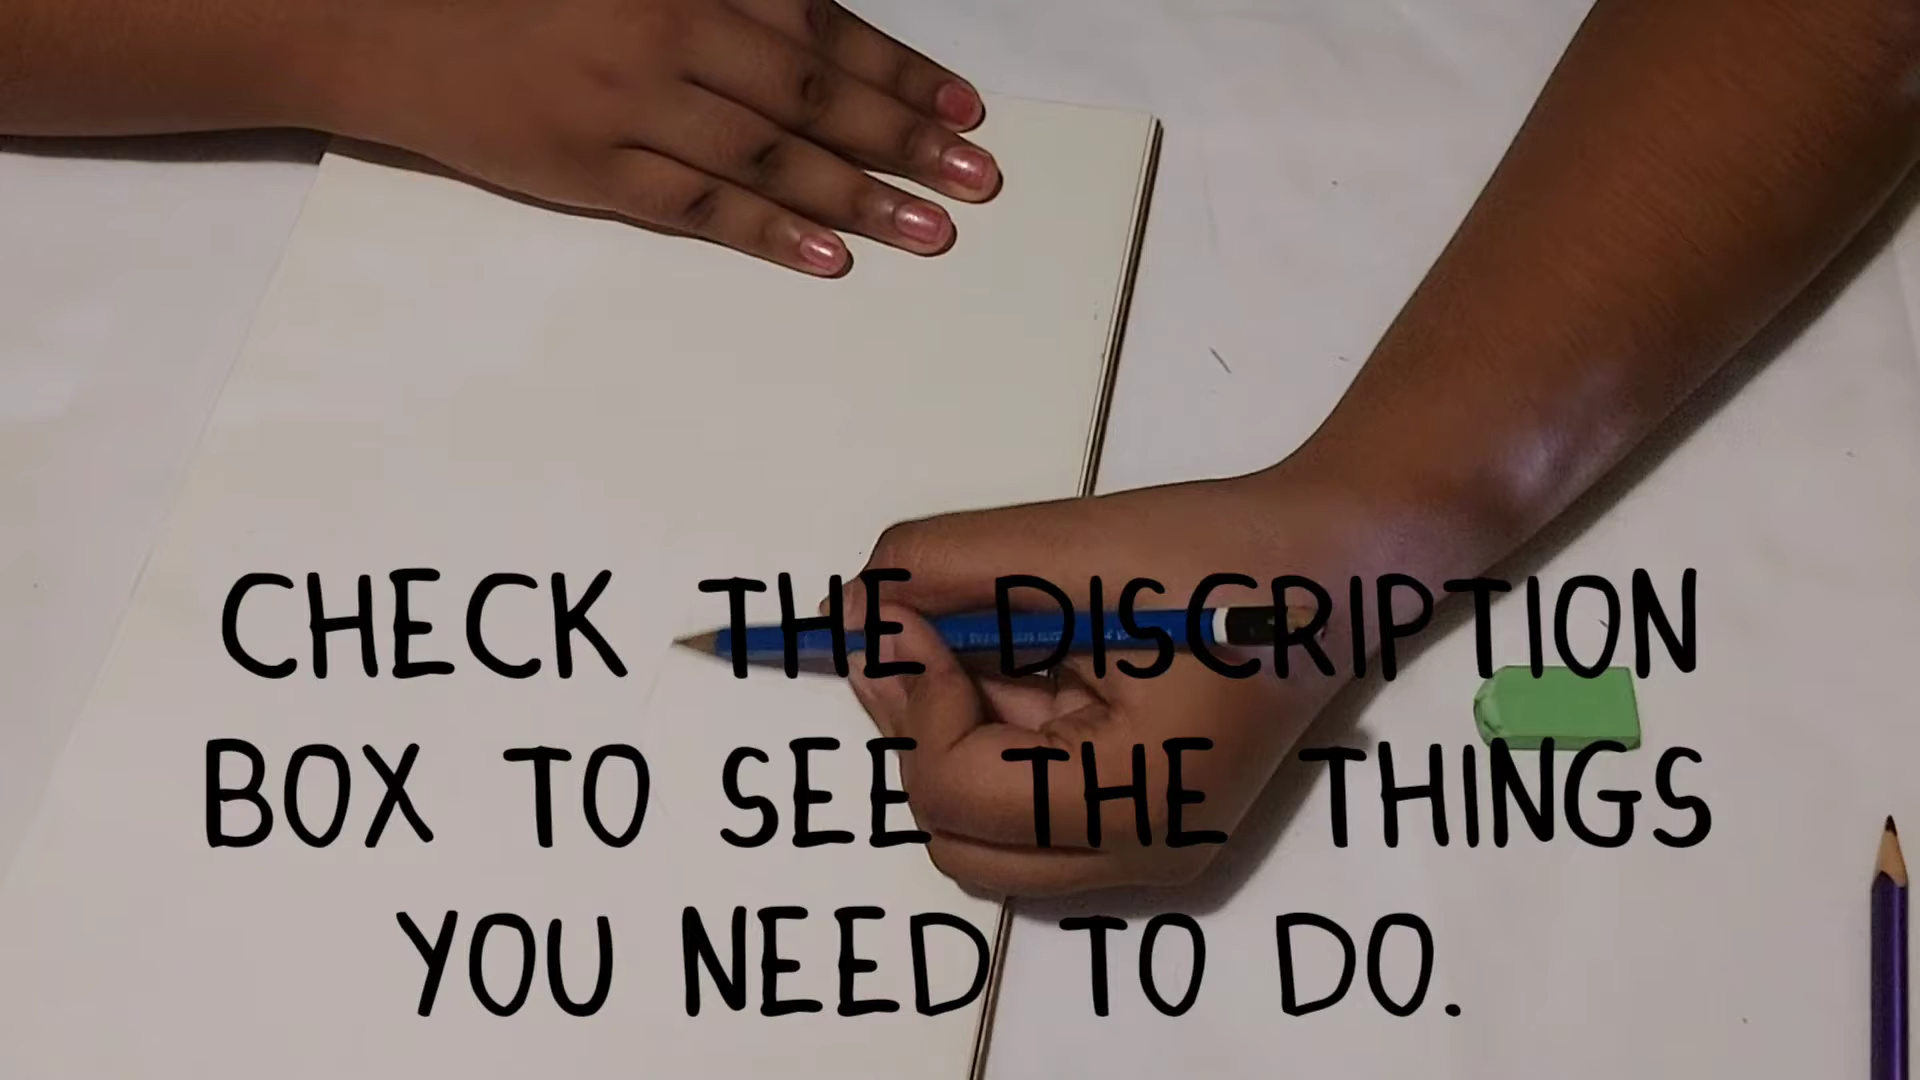 CHECK THE DISCRIPTION
BOX TO SEE THE THINGS
YOU NEED TO DO.